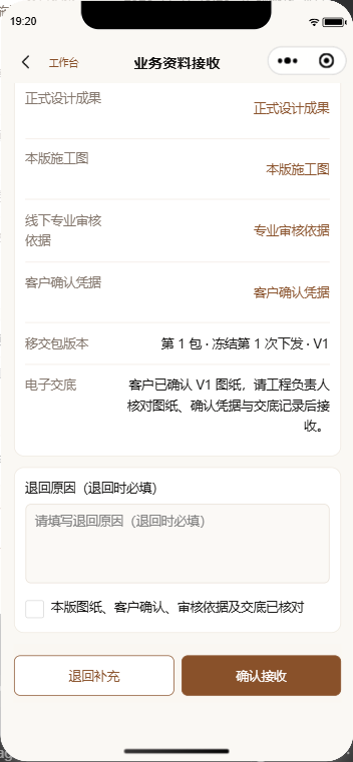 19:20
工作台
业务资料接收
正式设计成果
正式设计成果
本版施工图
本版施工图
线下专业审核
依据
专业审核依据
客户确认凭据
客户确认凭据
移交包版本
第 1 包 · 冻结第 1 次下发 · V1
电子交底
客户已确认 V1 图纸，请工程负责人
核对图纸、确认凭据与交底记录后接
收。
退回原因（退回时必填）
请填写退回原因（退回时必填）
本版图纸、客户确认、审核依据及交底已核对
退回补充
确认接收